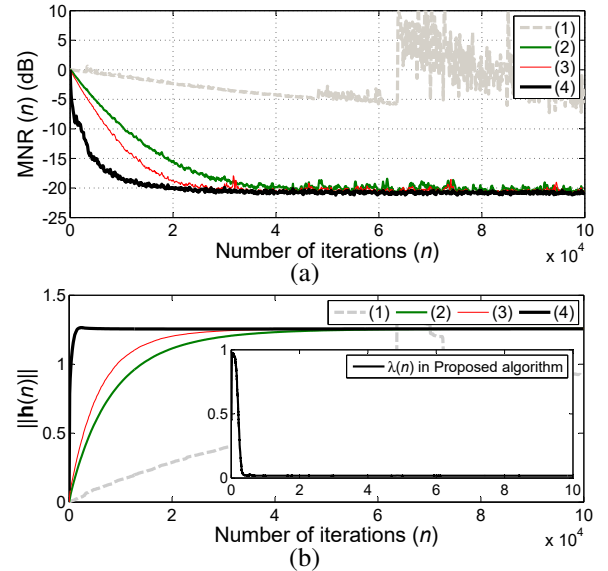 10
5
0
-5
-10
-15
-20
-25
MNR (n) (dB)
(1)
(2)
(3)
(4)
0 2 4 6 8 10
Number of iterations (n)
x 10^4
(a)
1.5
1
0.5
0
||h(n)||
(1) (2) (3) (4)
λ(n) in Proposed algorithm
1
0.5
0
0 2 4 6 8 10
0 2 4 6 8 10
Number of iterations (n)
x 10^4
(b)